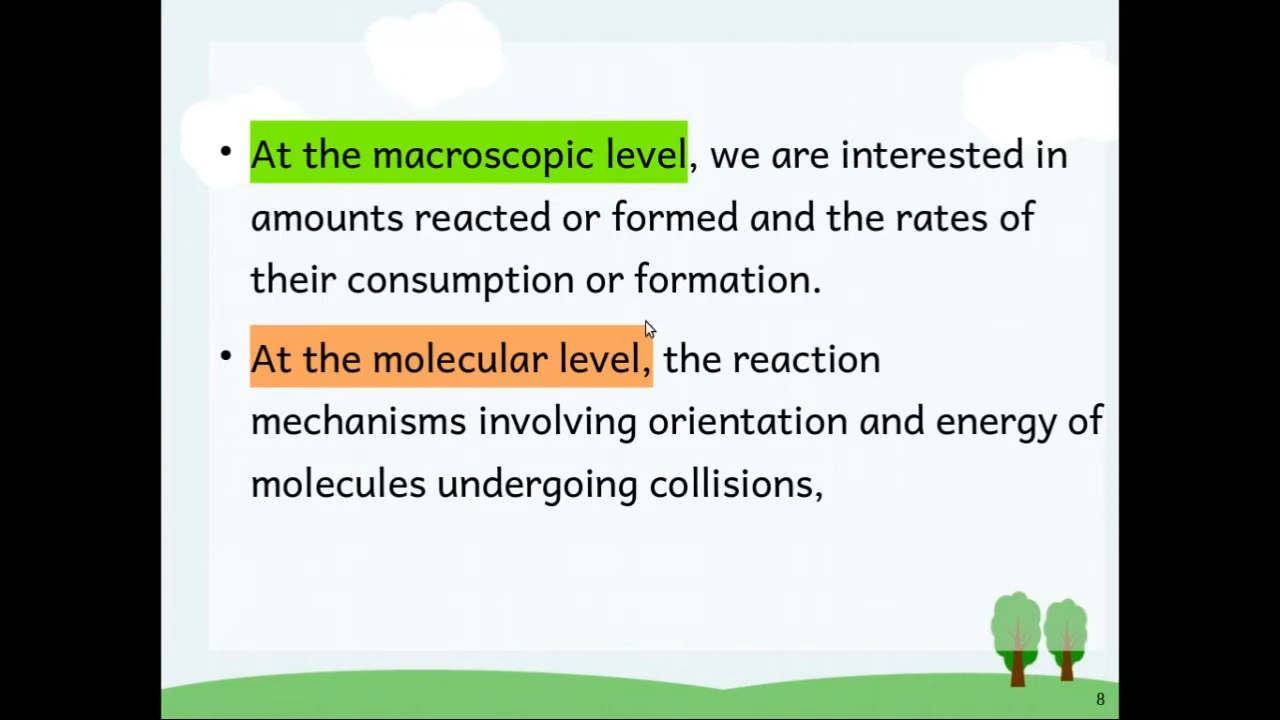 • At the macroscopic level, we are interested in
amounts reacted or formed and the rates of
their consumption or formation.
• At the molecular level, the reaction
mechanisms involving orientation and energy of
molecules undergoing collisions,
8